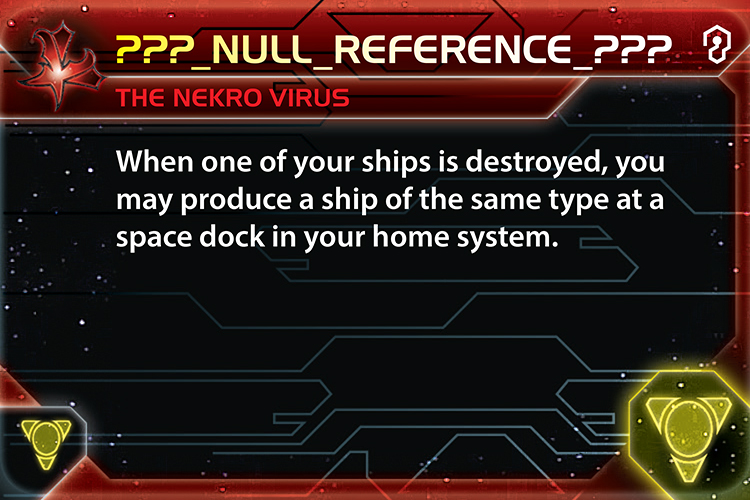 ???_NULL_REFERENCE_???
THE NEKRO VIRUS
When one of your ships is destroyed, you
may produce a ship of the same type at a
space dock in your home system.